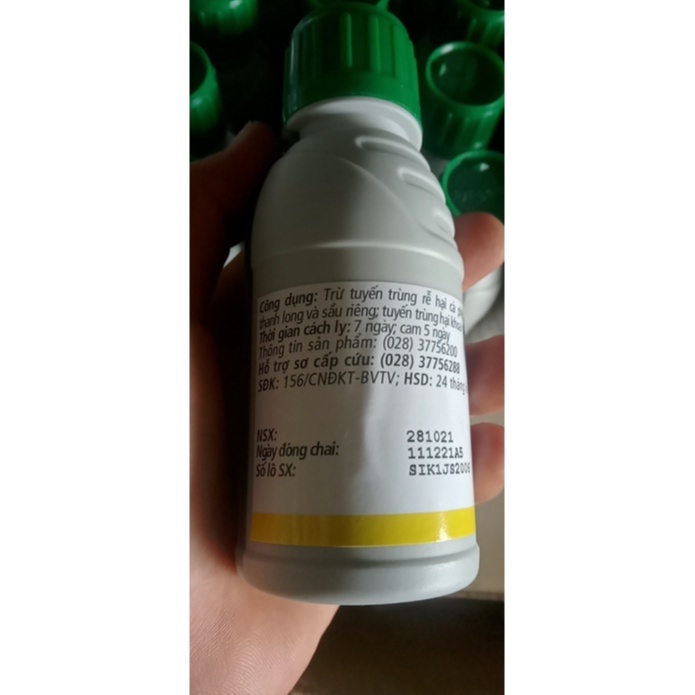 Công dụng: Trừ tuyến trùng rễ hại cà
thanh long và sầu riêng; tuyến trùng hại
Thời gian cách ly: 7 ngày; cam 5 ngày
Thông tin sản phẩm: (028) 37756200
Hỗ trợ sơ cấp cứu: (028) 37756288
SĐK: 156/CNĐKT-BVTV; HSD: 24 tháng
NSX: 281021
Ngày đóng chai: 111221A5
Số lô SX: SIK1JS2006